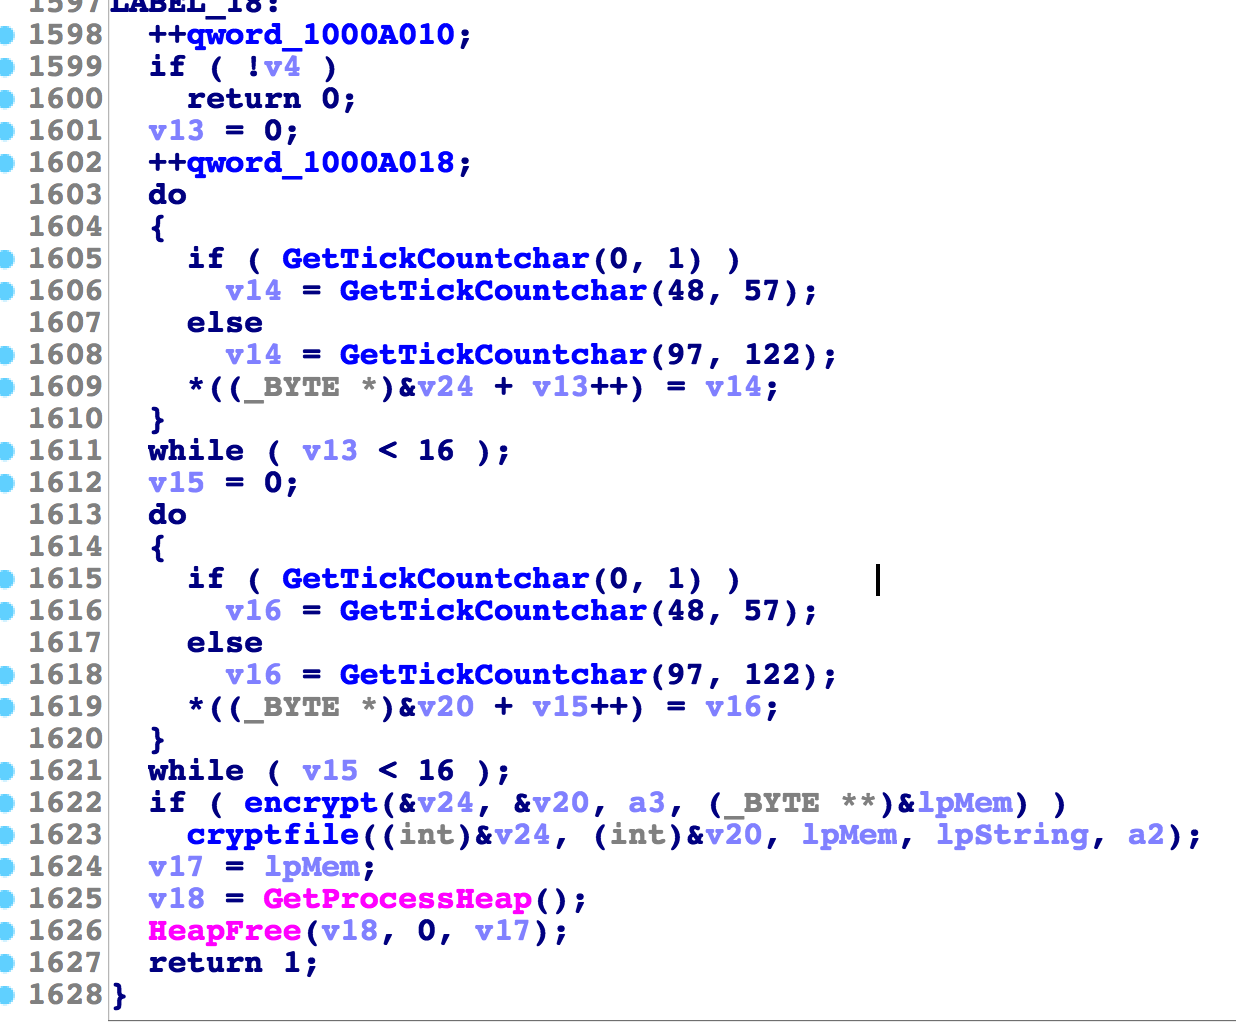 1597 LABEL_18:
1598 ++qword_1000A010;
1599 if ( !v4 )
1600 return 0;
1601 v13 = 0;
1602 ++qword_1000A018;
1603 do
1604 {
1605 if ( GetTickCountchar(0, 1) )
1606 v14 = GetTickCountchar(48, 57);
1607 else
1608 v14 = GetTickCountchar(97, 122);
1609 *((_BYTE *)&v24 + v13++) = v14;
1610 }
1611 while ( v13 < 16 );
1612 v15 = 0;
1613 do
1614 {
1615 if ( GetTickCountchar(0, 1) )
1616 v16 = GetTickCountchar(48, 57);
1617 else
1618 v16 = GetTickCountchar(97, 122);
1619 *((_BYTE *)&v20 + v15++) = v16;
1620 }
1621 while ( v15 < 16 );
1622 if ( encrypt(&v24, &v20, a3, (_BYTE **)&lpMem) )
1623 cryptfile((int)&v24, (int)&v20, lpMem, lpString, a2);
1624 v17 = lpMem;
1625 v18 = GetProcessHeap();
1626 HeapFree(v18, 0, v17);
1627 return 1;
1628 }